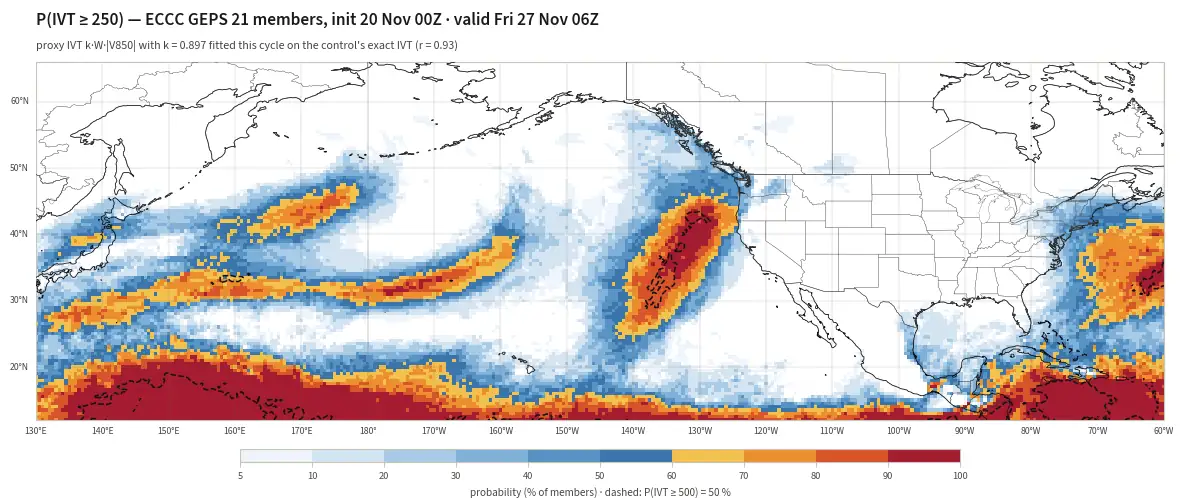 P(IVT ≥ 250) — ECCC GEPS 21 members, init 20 Nov 00Z · valid Fri 27 Nov 06Z
proxy IVT k·W·|V850| with k = 0.897 fitted this cycle on the control's exact IVT (r = 0.93)
60°N
50°N
40°N
30°N
20°N
130°E 140°E 150°E 160°E 170°E 180° 170°W 160°W 150°W 140°W 130°W 120°W 110°W 100°W 90°W 80°W 70°W 60°W
5 10 20 30 40 50 60 70 80 90 100
probability (% of members) · dashed: P(IVT ≥ 500) = 50 %